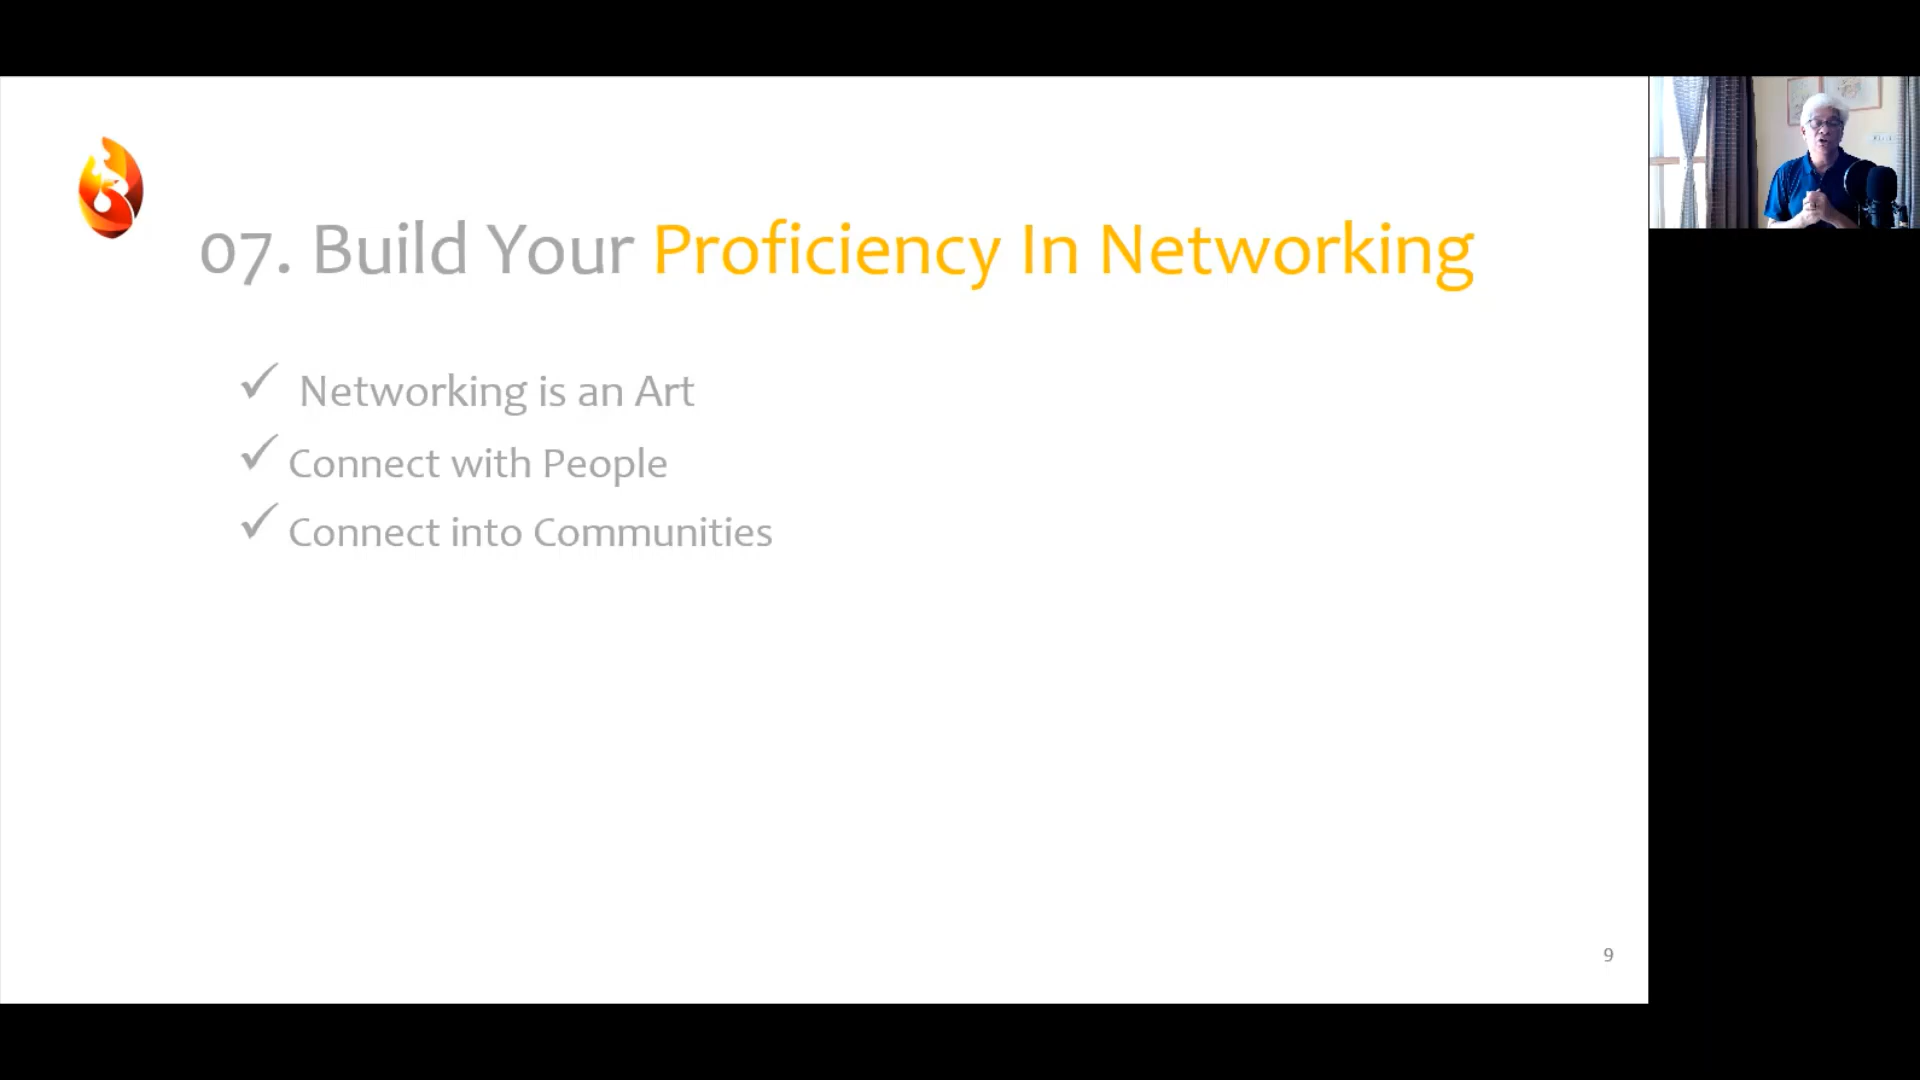 07. Build Your Proficiency In Networking
Networking is an Art
Connect with People
Connect into Communities
9